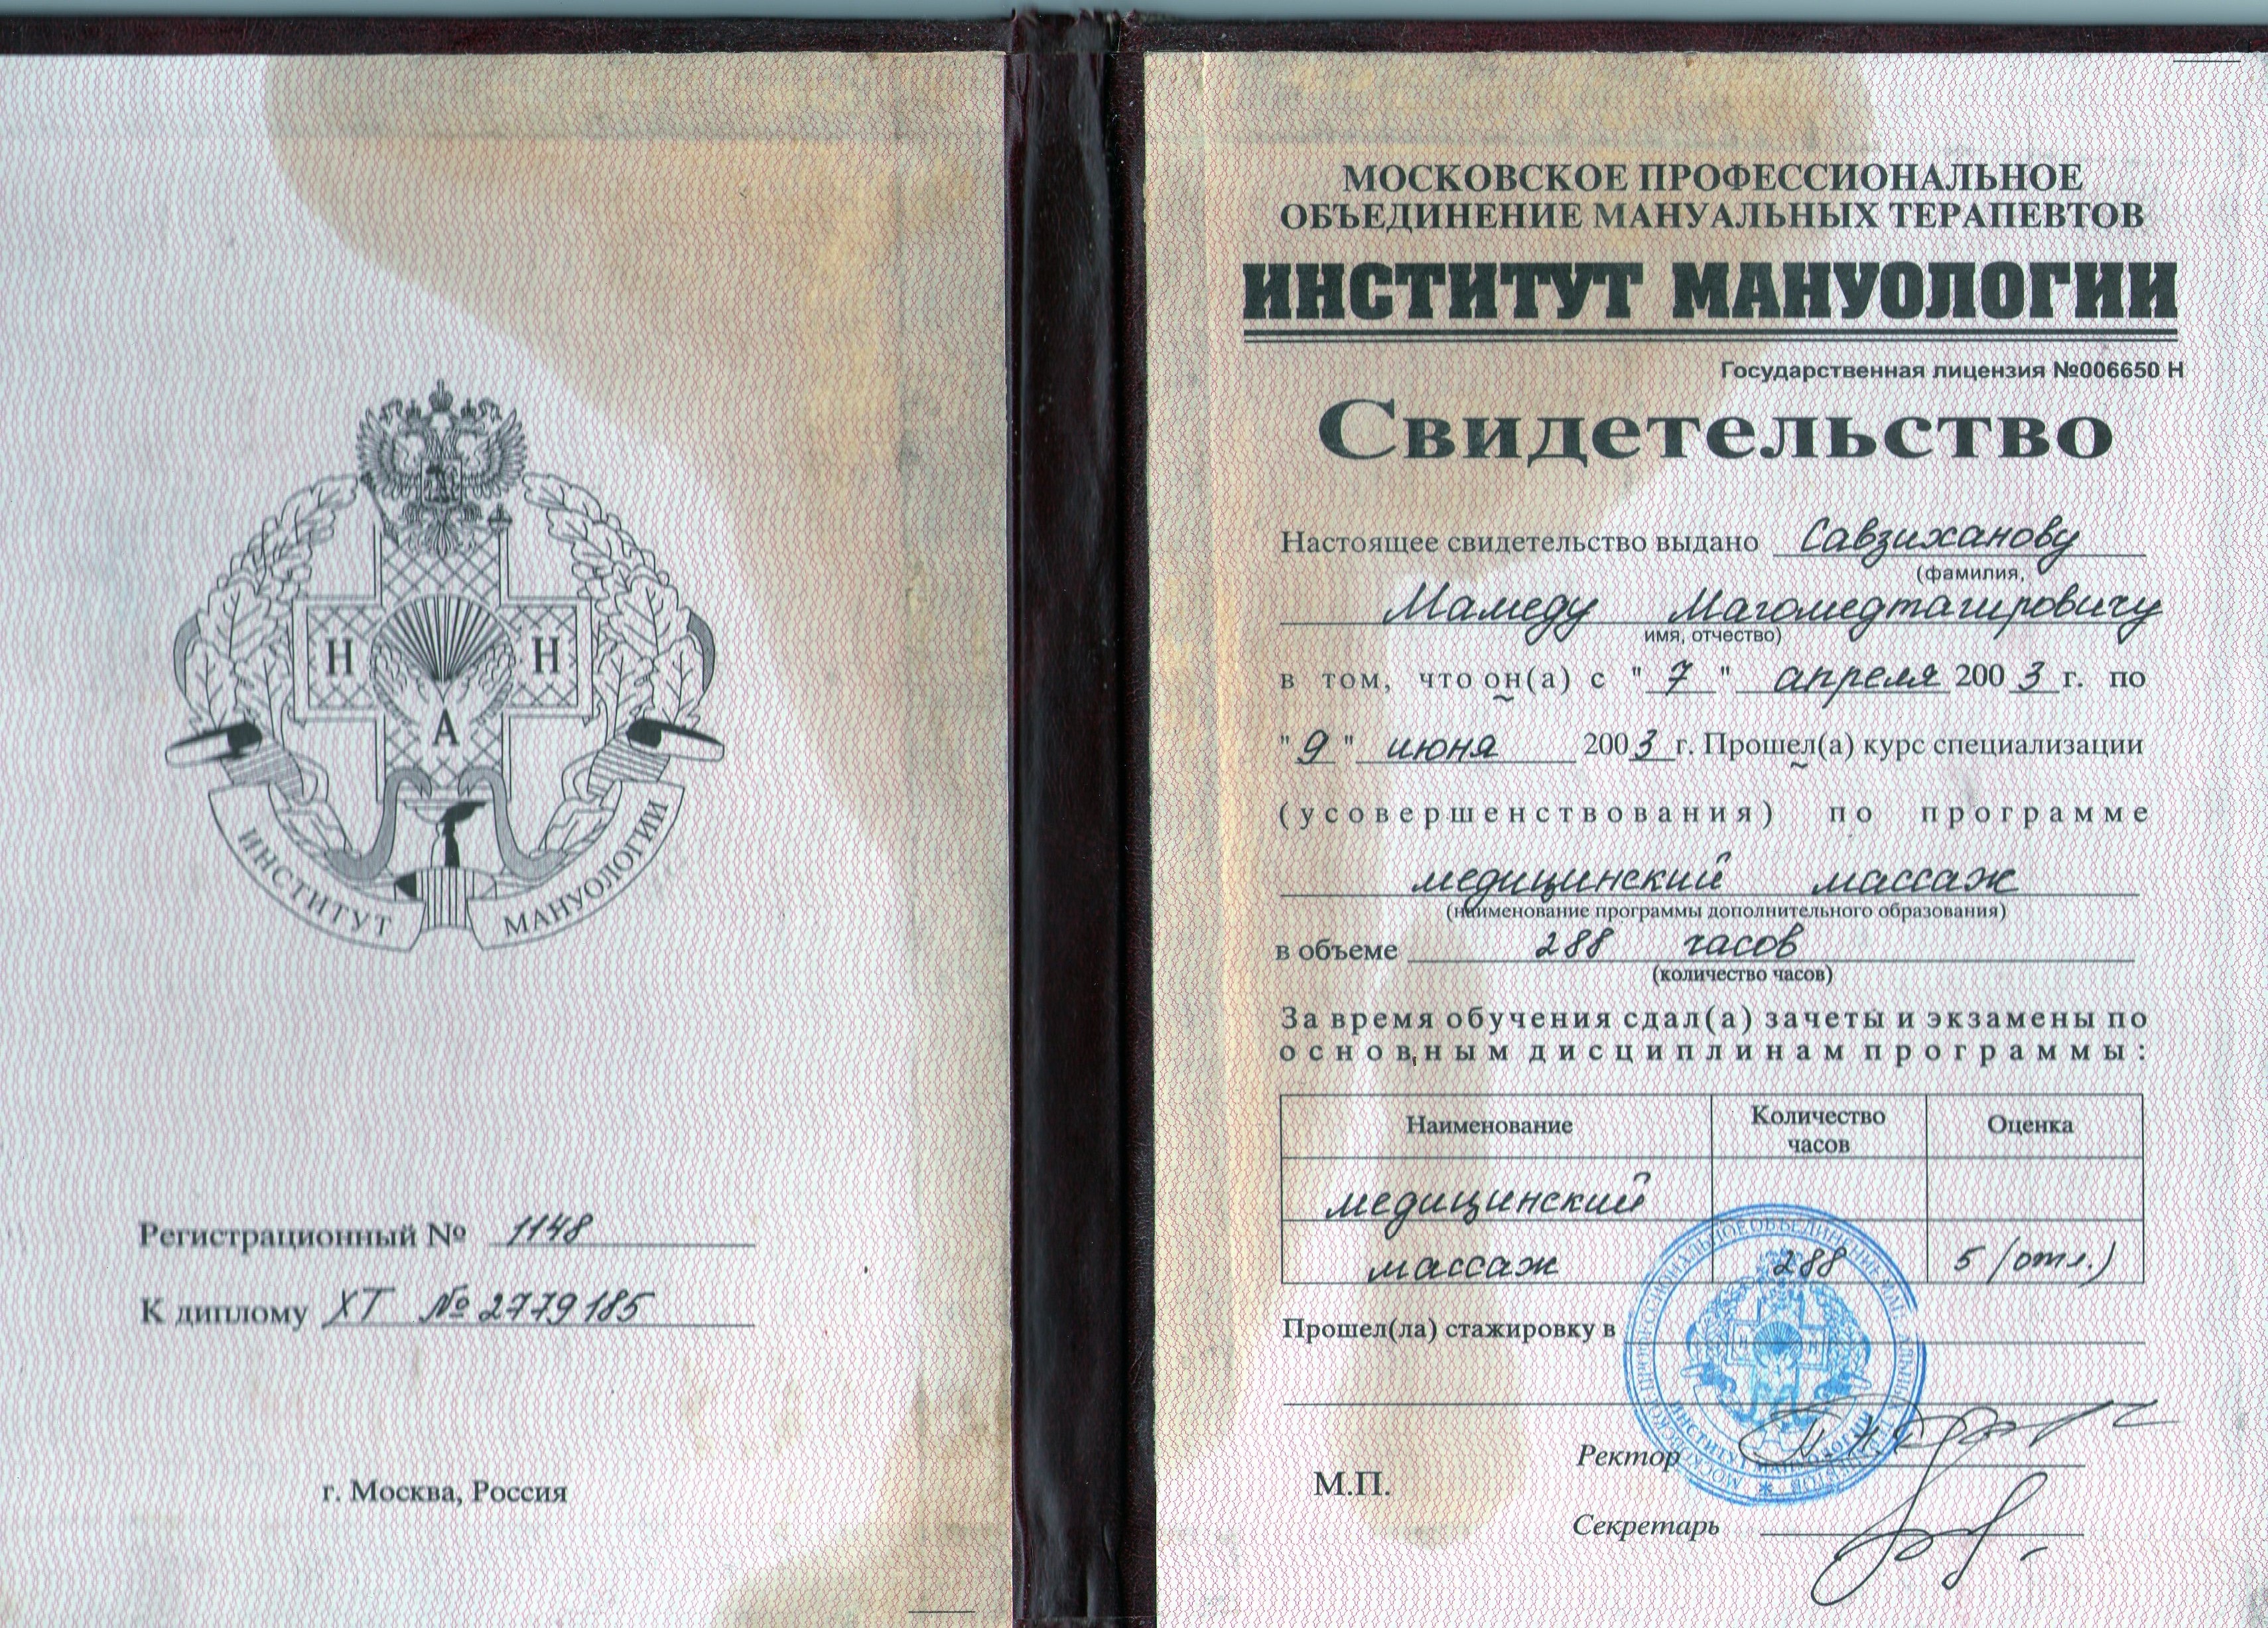 Н Н
А
ИНСТИТУТ МАНУОЛОГИИ
Регистрационный № 1148
К диплому ХТ № 2779185
г. Москва, Россия
МОСКОВСКОЕ ПРОФЕССИОНАЛЬНОЕ
ОБЪЕДИНЕНИЕ МАНУАЛЬНЫХ ТЕРАПЕВТОВ
ИНСТИТУТ МАНУОЛОГИИ
Государственная лицензия №006650 Н
Свидетельство
Настоящее свидетельство выдано Савзиханову
(фамилия,
Мамеду Магомедтагировичу
имя, отчество)
в том, что он(а) с "7" апреля 2003 г. по
"9" июня 2003 г. Прошел(а) курс специализации
(усовершенствования) по программе
медицинский массаж
(наименование программы дополнительного образования)
в объеме 288 часов
(количество часов)
За время обучения сдал(а) зачеты и экзамены по
основным дисциплинам программы:
Наименование Количество часов Оценка
медицинский
массаж 288 5 (отл.)
Прошел(ла) стажировку в
Ректор
М.П.
Секретарь